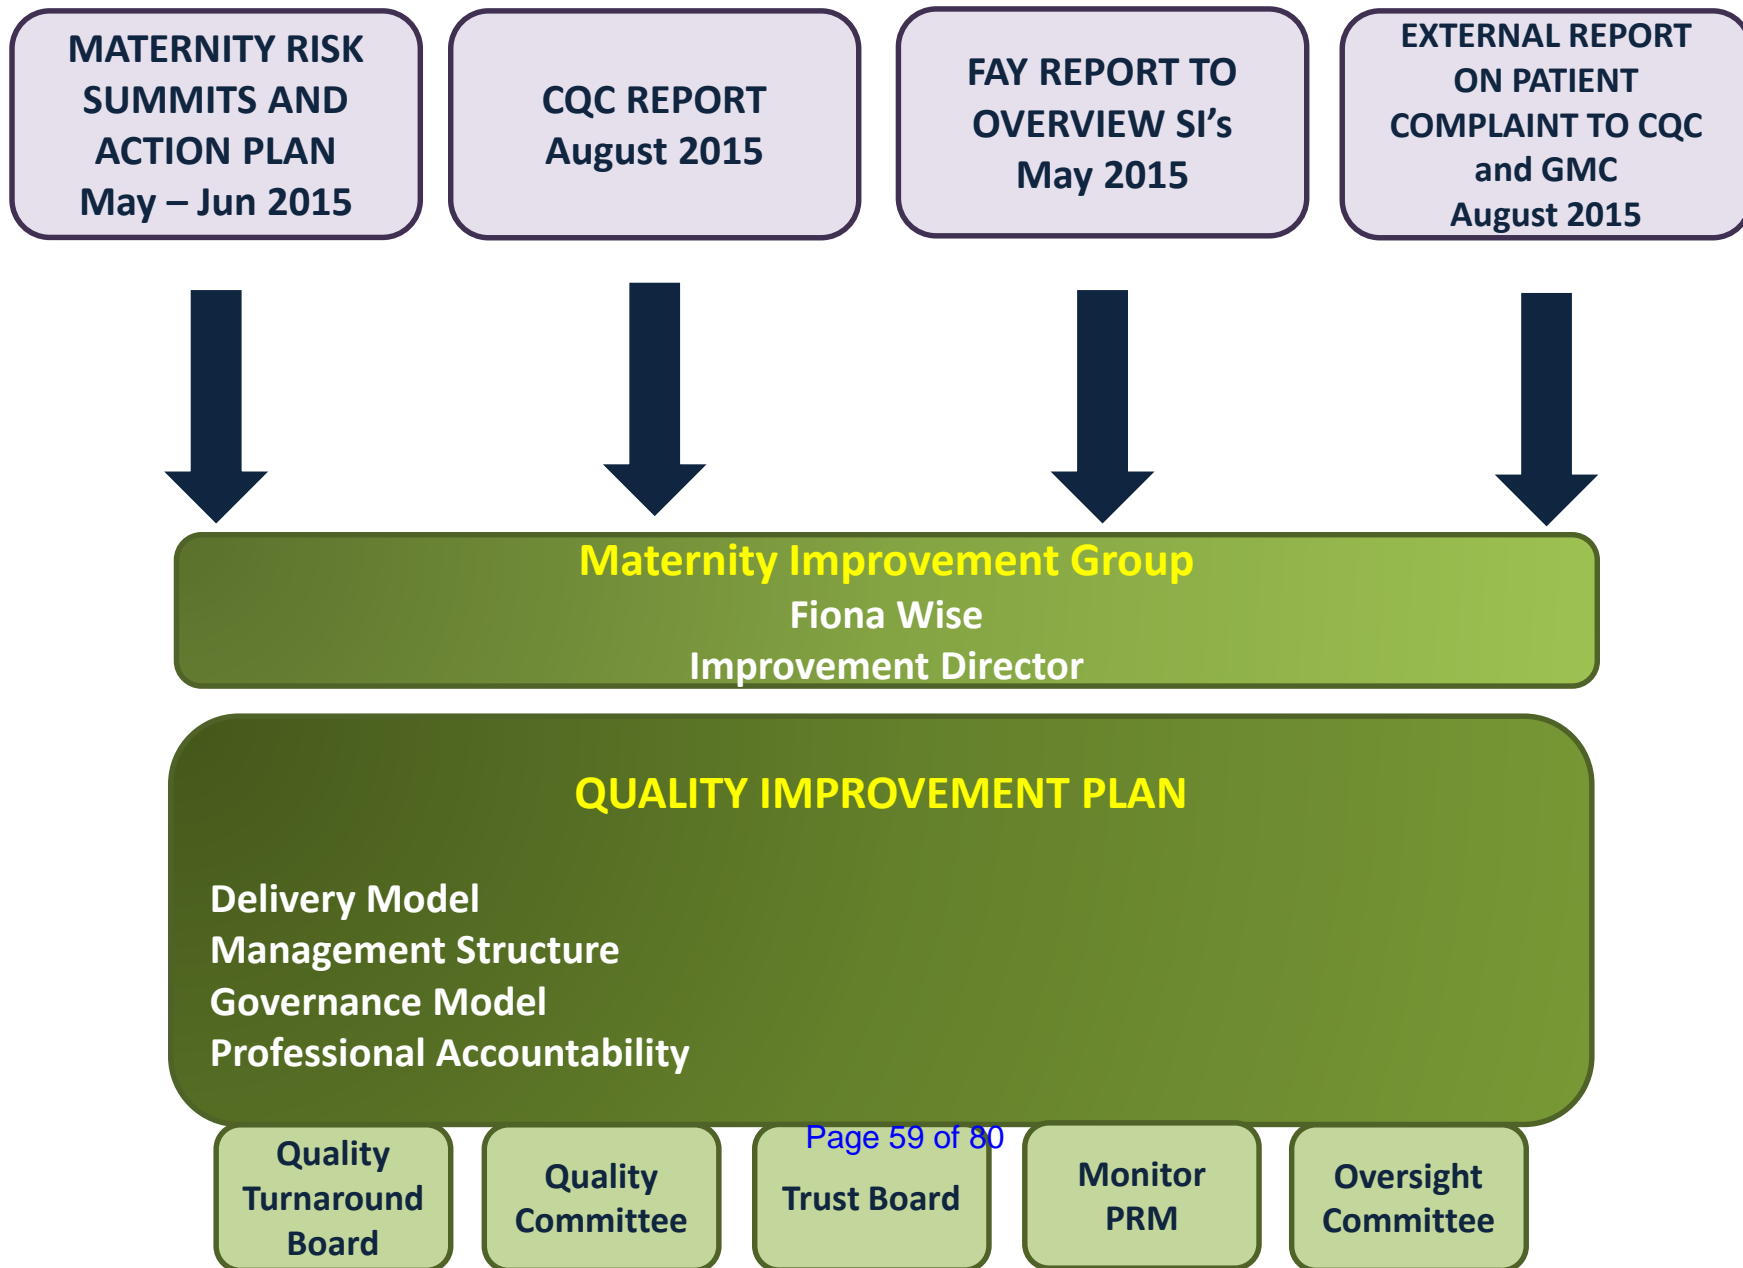 MATERNITY RISK
SUMMITS AND
ACTION PLAN
May – Jun 2015
CQC REPORT
August 2015
FAY REPORT TO
OVERVIEW SI’s
May 2015
EXTERNAL REPORT
ON PATIENT
COMPLAINT TO CQC
and GMC
August 2015
Maternity Improvement Group
Fiona Wise
Improvement Director
QUALITY IMPROVEMENT PLAN
Delivery Model
Management Structure
Governance Model
Professional Accountability
Page 59 of 80
Quality
Turnaround
Board
Quality
Committee
Trust Board
Monitor
PRM
Oversight
Committee